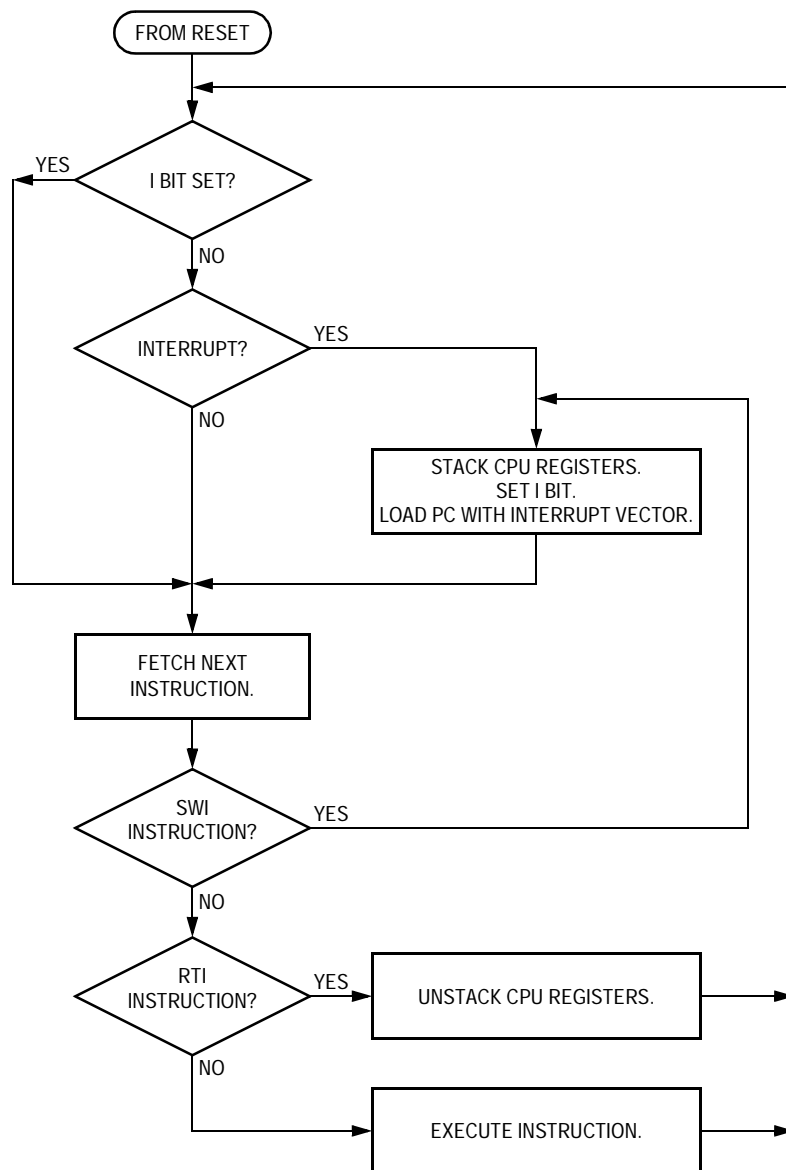 FROM RESET
YES
I BIT SET?
NO
INTERRUPT?
YES
NO
STACK CPU REGISTERS.
SET I BIT.
LOAD PC WITH INTERRUPT VECTOR.
FETCH NEXT
INSTRUCTION.
SWI
INSTRUCTION?
YES
NO
RTI
INSTRUCTION?
YES
UNSTACK CPU REGISTERS.
NO
EXECUTE INSTRUCTION.